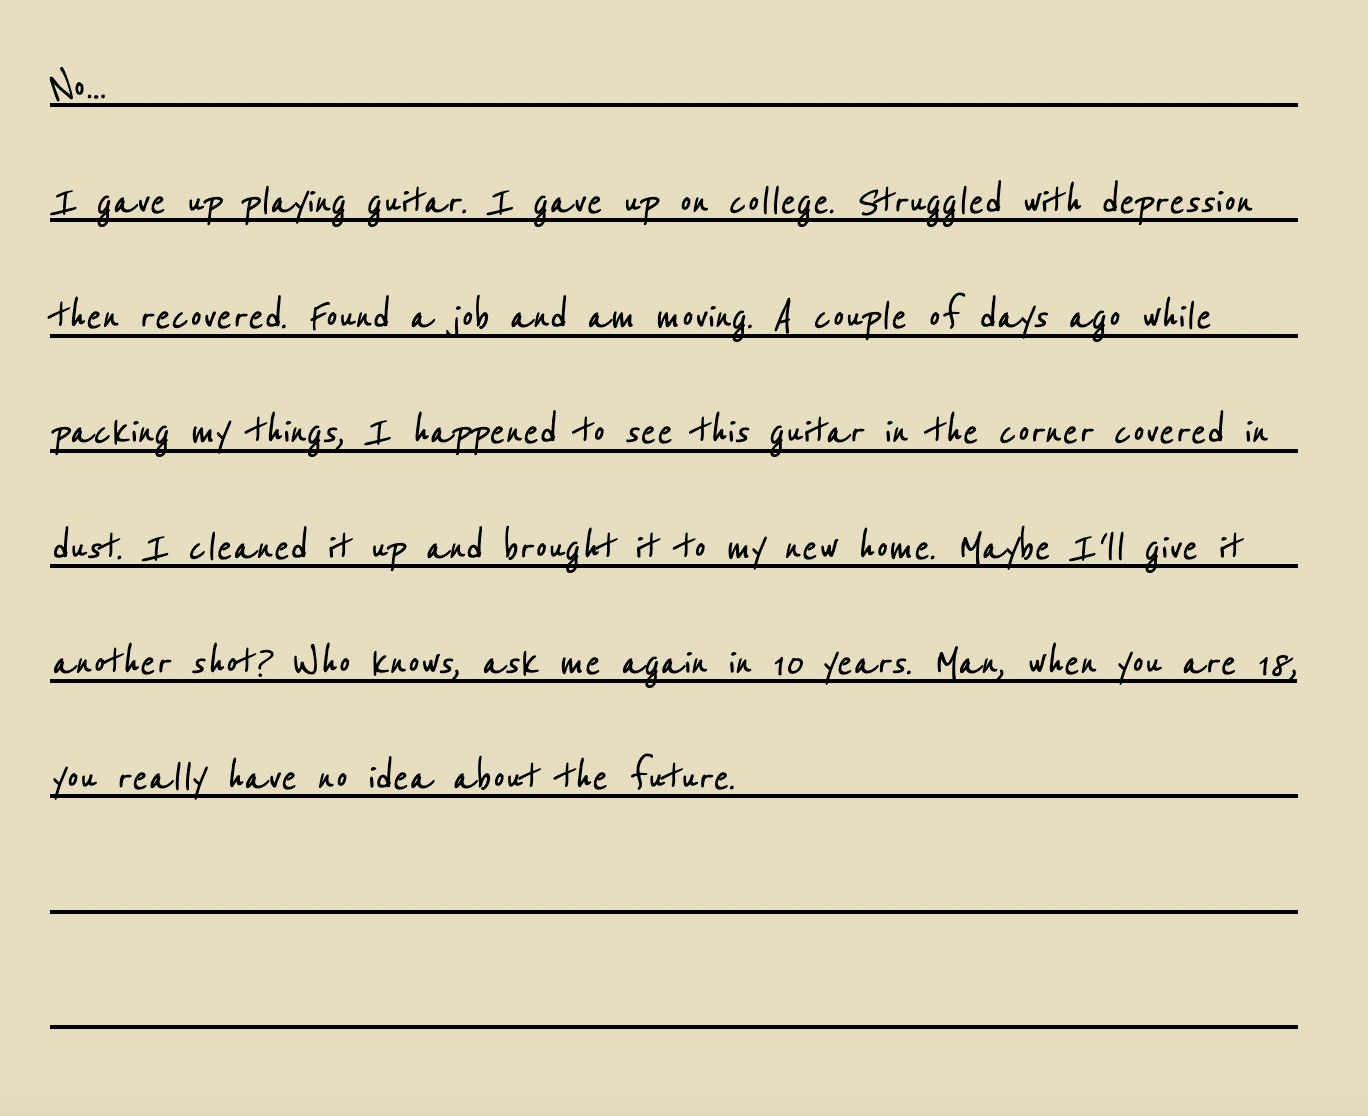 No...
I gave up playing guitar. I gave up on college. Struggled with depression
then recovered. Found a job and am moving. A couple of days ago while
packing my things, I happened to see this guitar in the corner covered in
dust. I cleaned it up and brought it to my new home. Maybe I'll give it
another shot? Who knows, ask me again in 10 years. Man, when you are 18,
you really have no idea about the future.